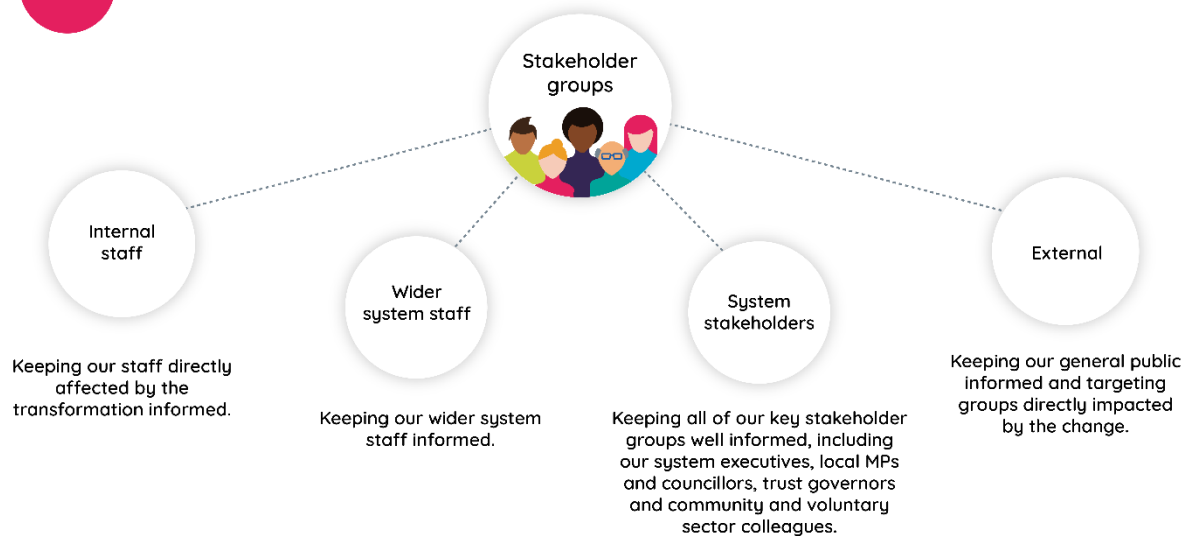 Stakeholder
groups
Internal
staff
Keeping our staff directly
affected by the
transformation informed.
Wider
system staff
Keeping our wider system
staff informed.
System
stakeholders
Keeping all of our key stakeholder
groups well informed, including
our system executives, local MPs
and councillors, trust governors
and community and voluntary
sector colleagues.
External
Keeping our general public
informed and targeting
groups directly impacted
by the change.